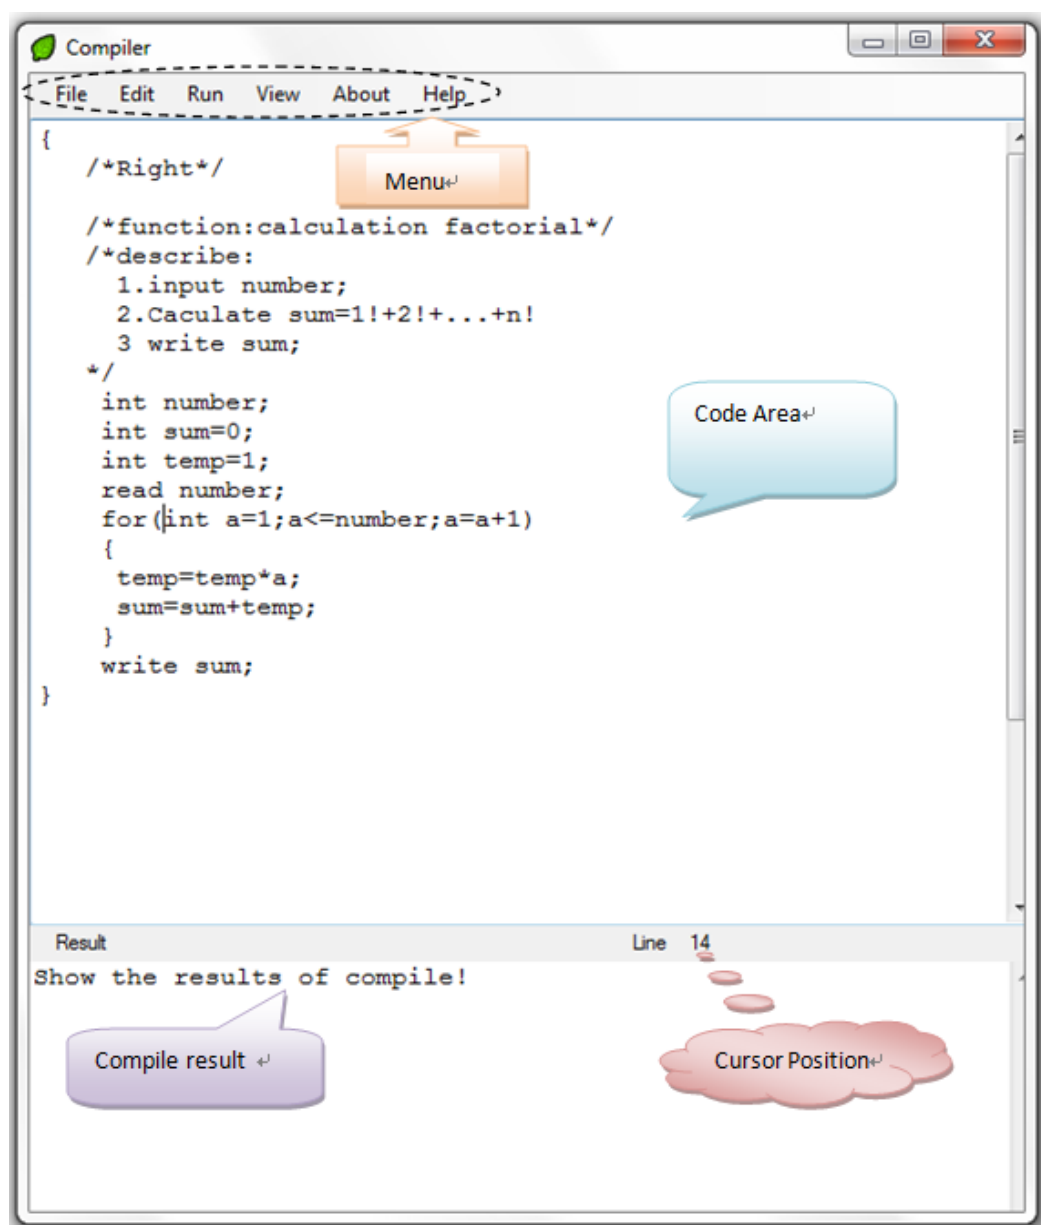 Compiler
File Edit Run View About Help
{
/*Right*/
Menu
/*function:calculation factorial*/
/*describe:
1.input number;
2.Caculate sum=1!+2!+...+n!
3 write sum;
*/
int number;
Code Area
int sum=0;
int temp=1;
read number;
for(int a=1;a<=number;a=a+1)
{
temp=temp*a;
sum=sum+temp;
}
write sum;
}
Result Line 14
Show the results of compile!
Compile result
Cursor Position